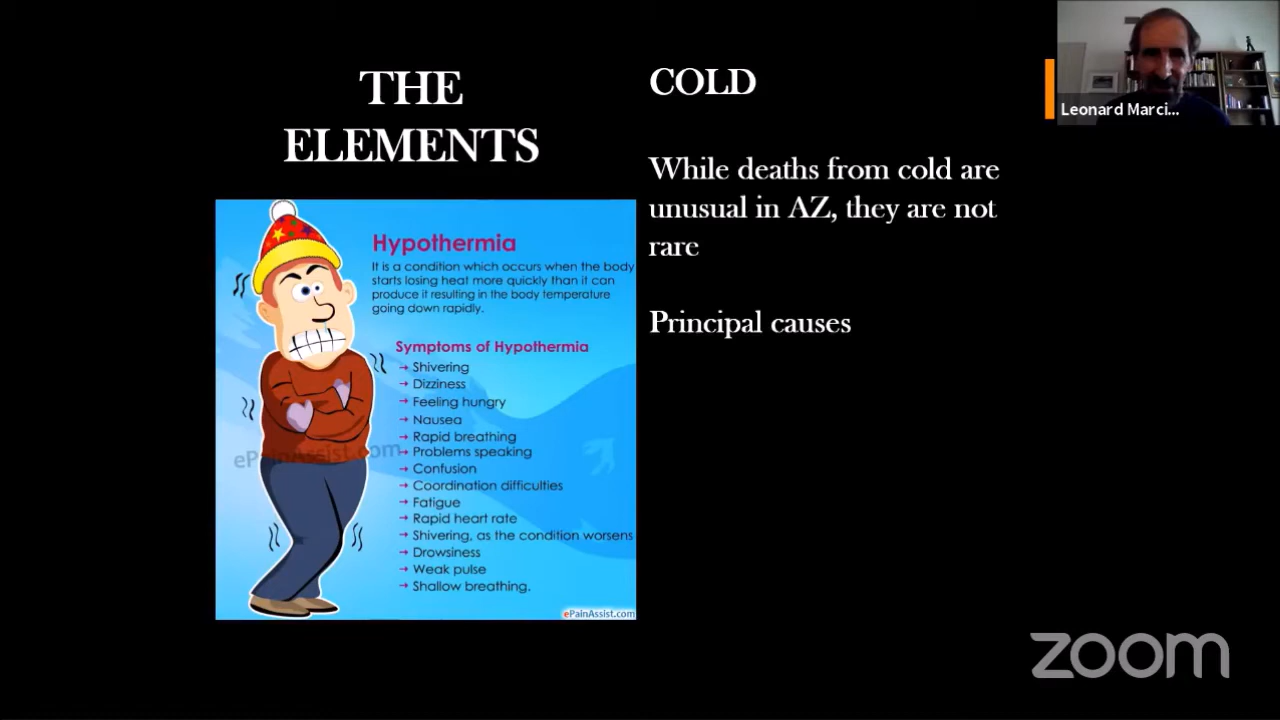 THE
ELEMENTS
Hypothermia
It is a condition which occurs when the body
starts losing heat more quickly than it can
produce it resulting in the body temperature
going down rapidly.
Symptoms of Hypothermia
→ Shivering
→ Dizziness
→ Feeling hungry
→ Nausea
→ Rapid breathing
→ Problems speaking
→ Confusion
→ Coordination difficulties
→ Fatigue
→ Rapid heart rate
→ Shivering, as the condition worsens
→ Drowsiness
→ Weak pulse
→ Shallow breathing.
ePainAssist.com
ePainAssist.com
COLD
While deaths from cold are
unusual in AZ, they are not
rare
Principal causes
Leonard Marci...
zoom